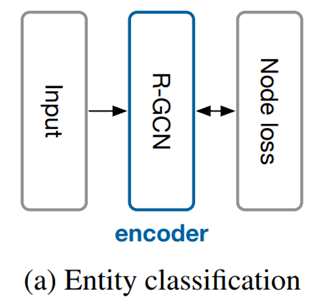 Input
R-GCN
Node loss
encoder
(a) Entity classification